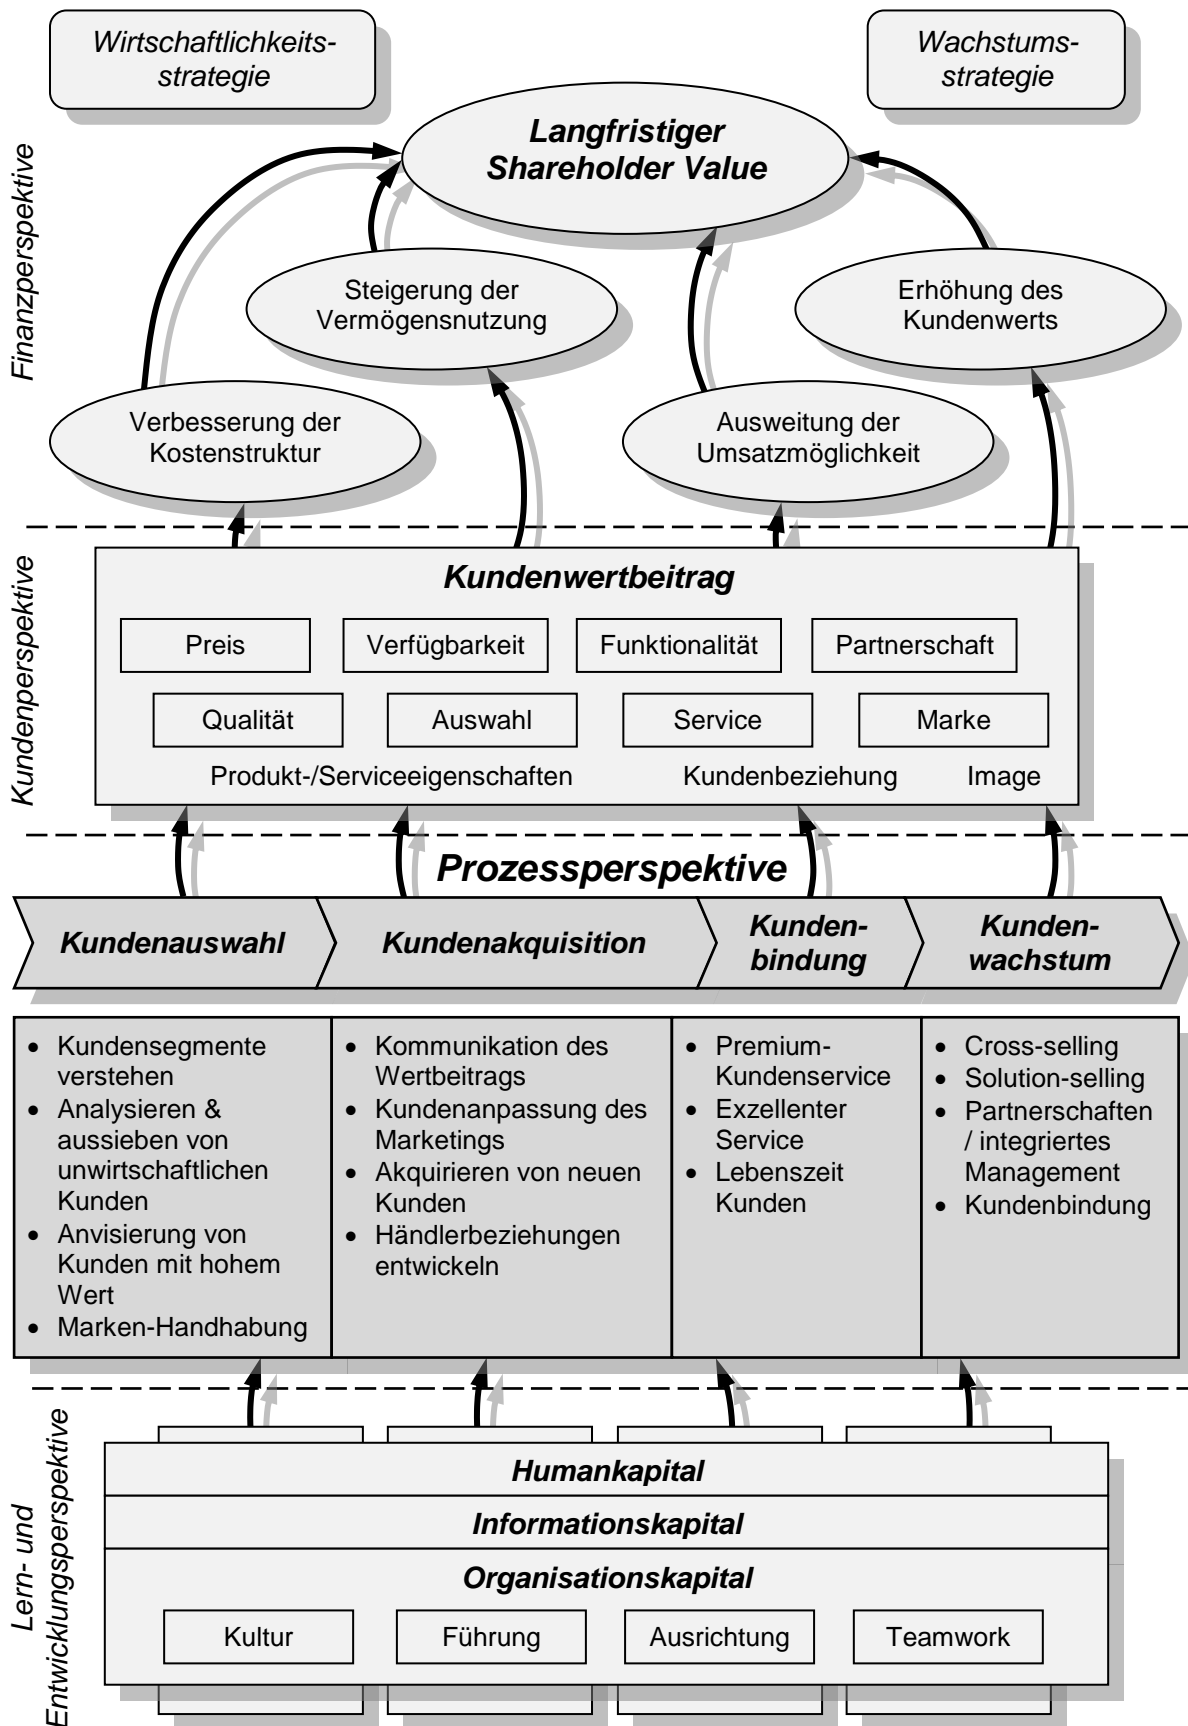 Wirtschaftlichkeits-
strategie
Wachstums-
strategie
Finanzperspektive
Langfristiger
Shareholder Value
Steigerung der
Vermögensnutzung
Erhöhung des
Kundenwerts
Verbesserung der
Kostenstruktur
Ausweitung der
Umsatzmöglichkeit
Kundenperspektive
Kundenwertbeitrag
Preis
Verfügbarkeit
Funktionalität
Partnerschaft
Qualität
Auswahl
Service
Marke
Produkt-/Serviceeigenschaften
Kundenbeziehung
Image
Prozessperspektive
Kundenauswahl
Kundenakquisition
Kunden-
bindung
Kunden-
wachstum
• Kundensegmente
verstehen
• Analysieren &
aussieben von
unwirtschaftlichen
Kunden
• Anvisierung von
Kunden mit hohem
Wert
• Marken-Handhabung
• Kommunikation des
Wertbeitrags
• Kundenanpassung des
Marketings
• Akquirieren von neuen
Kunden
• Händlerbeziehungen
entwickeln
• Premium-
Kundenservice
• Exzellenter
Service
• Lebenszeit
Kunden
• Cross-selling
• Solution-selling
• Partnerschaften
/ integriertes
Management
• Kundenbindung
Lern- und
Entwicklungsperspektive
Humankapital
Informationskapital
Organisationskapital
Kultur
Führung
Ausrichtung
Teamwork